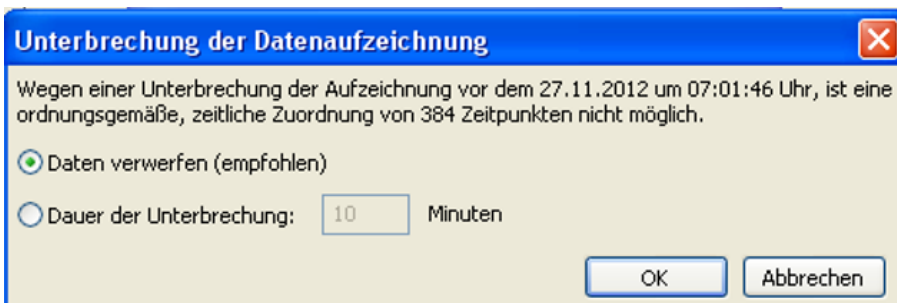 Unterbrechung der Datenaufzeichnung
Wegen einer Unterbrechung der Aufzeichnung vor dem 27.11.2012 um 07:01:46 Uhr, ist eine
ordnungsgemäße, zeitliche Zuordnung von 384 Zeitpunkten nicht möglich.
Daten verwerfen (empfohlen)
Dauer der Unterbrechung: 10 Minuten
OK Abbrechen